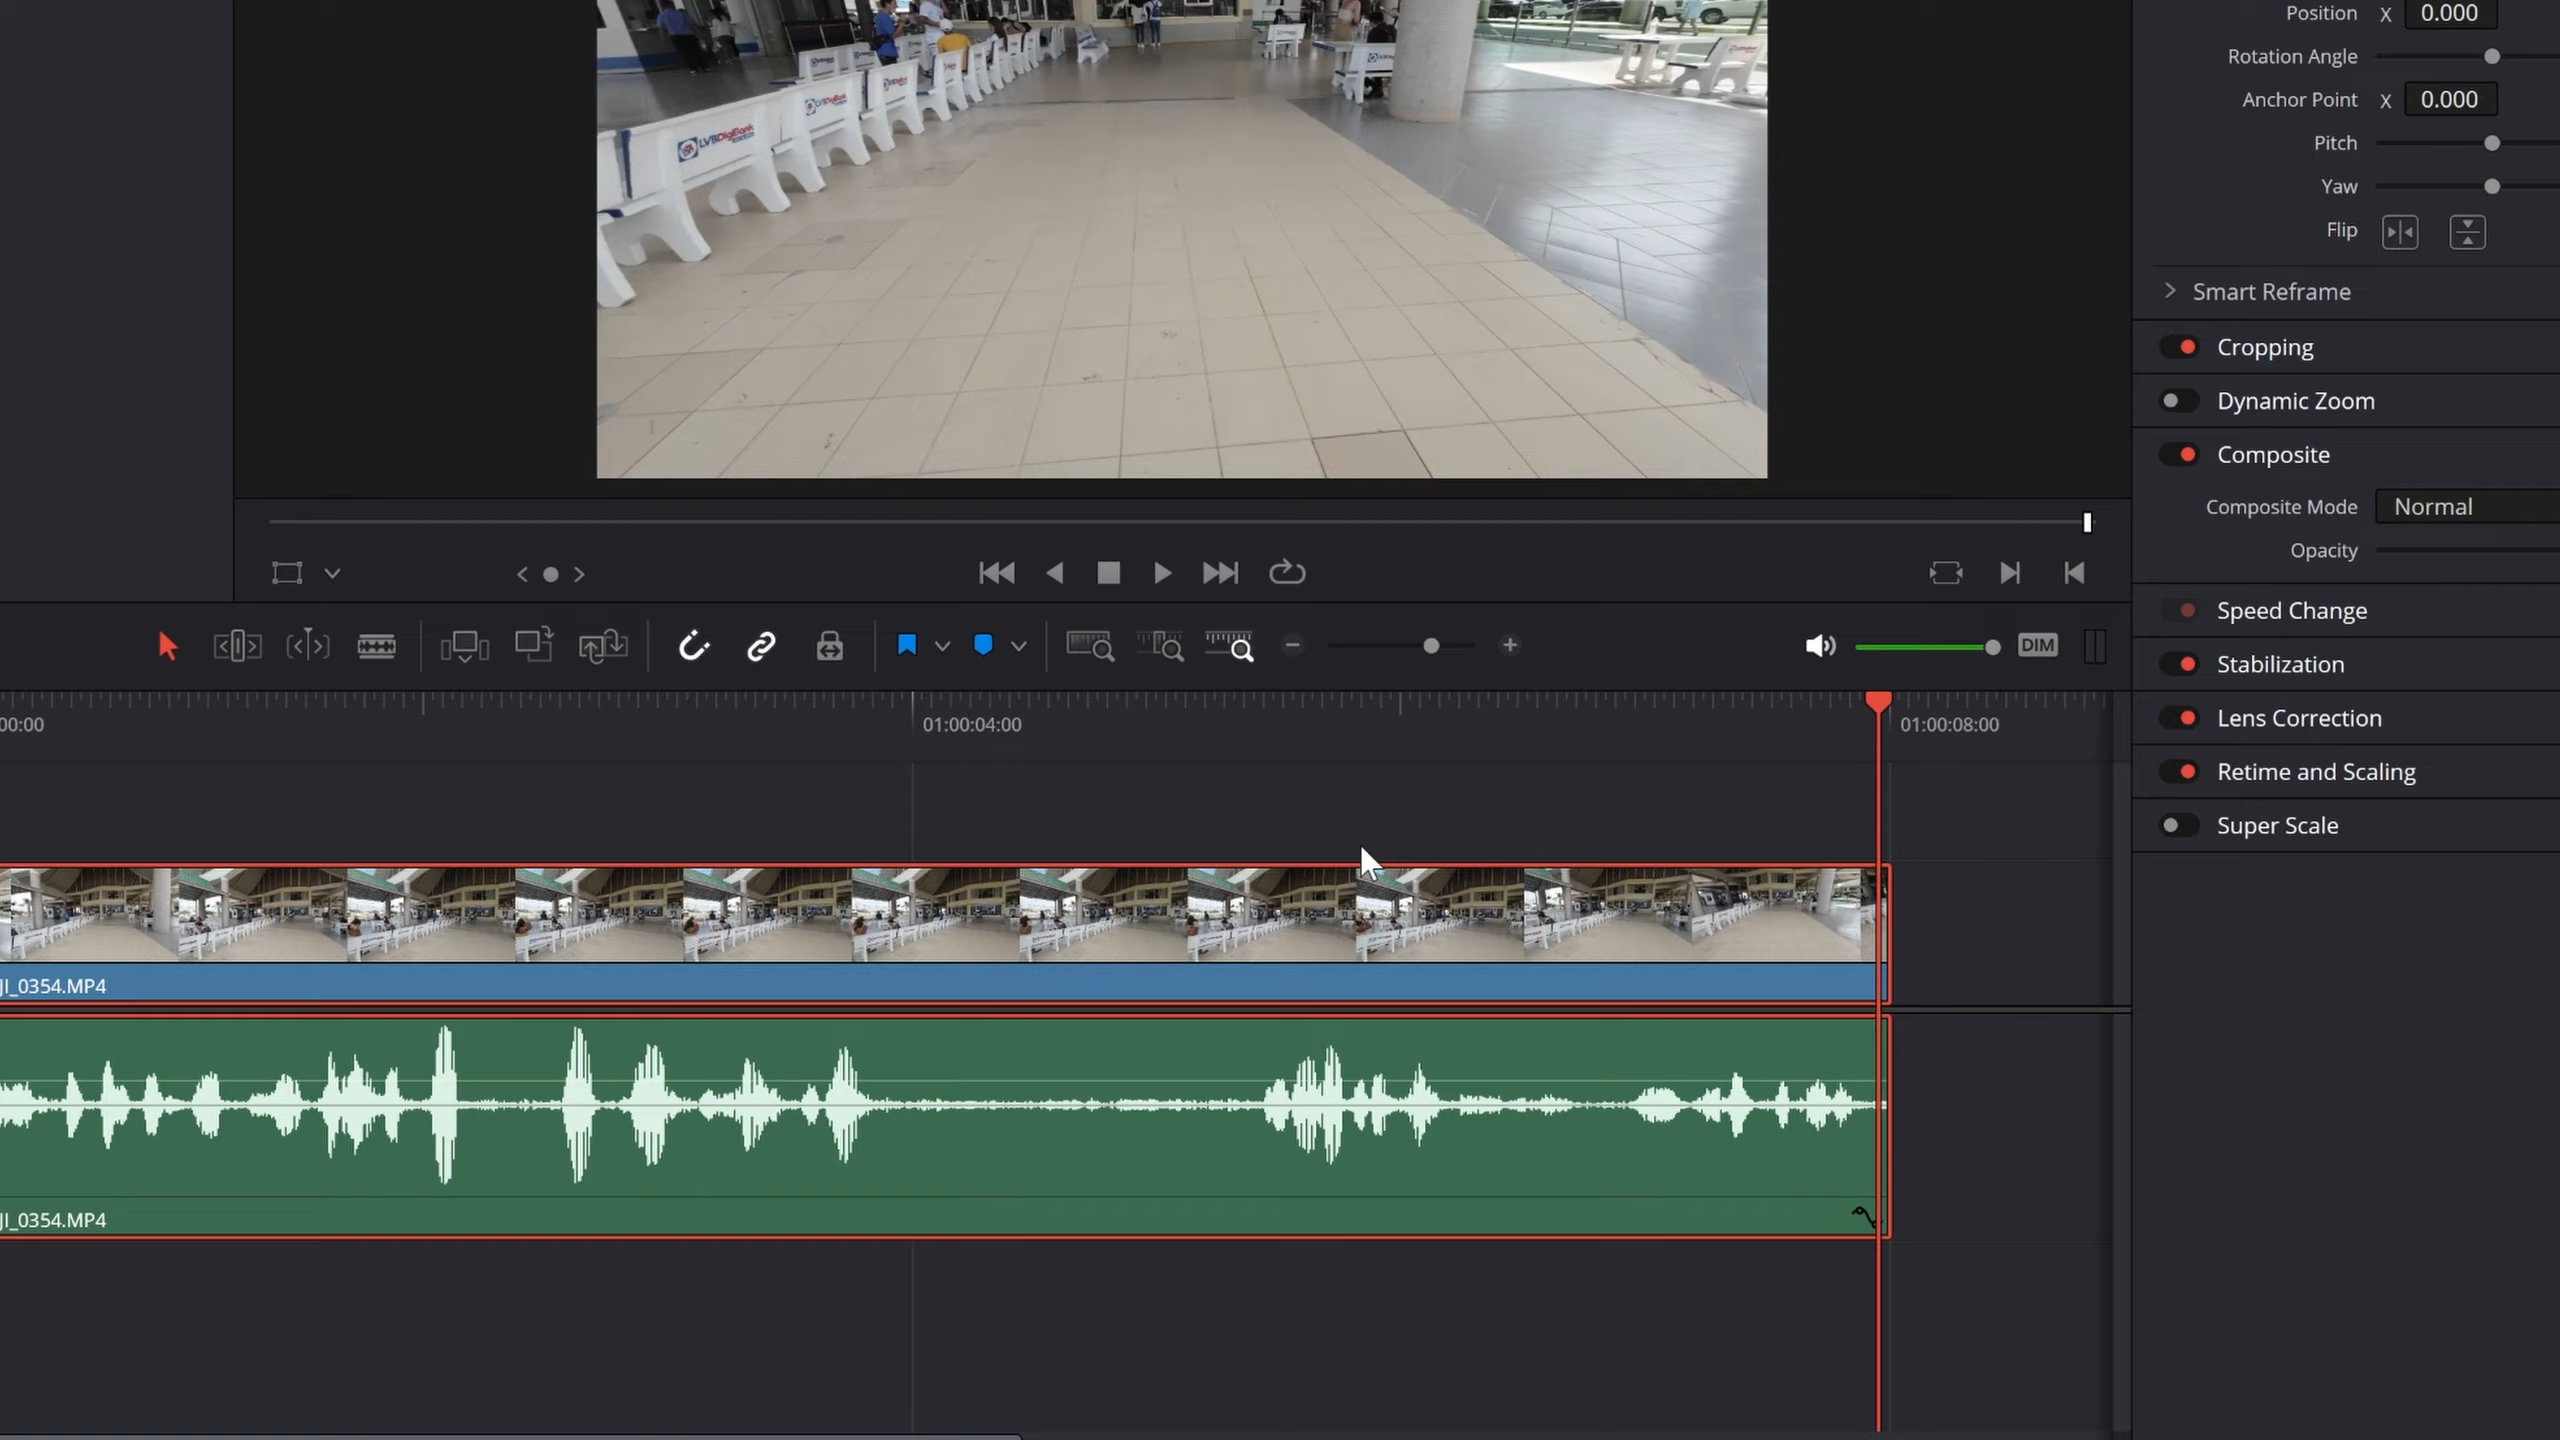 Position X 0.000
Rotation Angle
Anchor Point X 0.000
Pitch
Yaw
Flip
LVBDigiBank
Smart Reframe
Cropping
Dynamic Zoom
Composite
Composite Mode Normal
Opacity
Speed Change
Stabilization
Lens Correction
Retime and Scaling
Super Scale
DIM
00:00
01:00:04:00
01:00:08:00
JI_0354.MP4
JI_0354.MP4